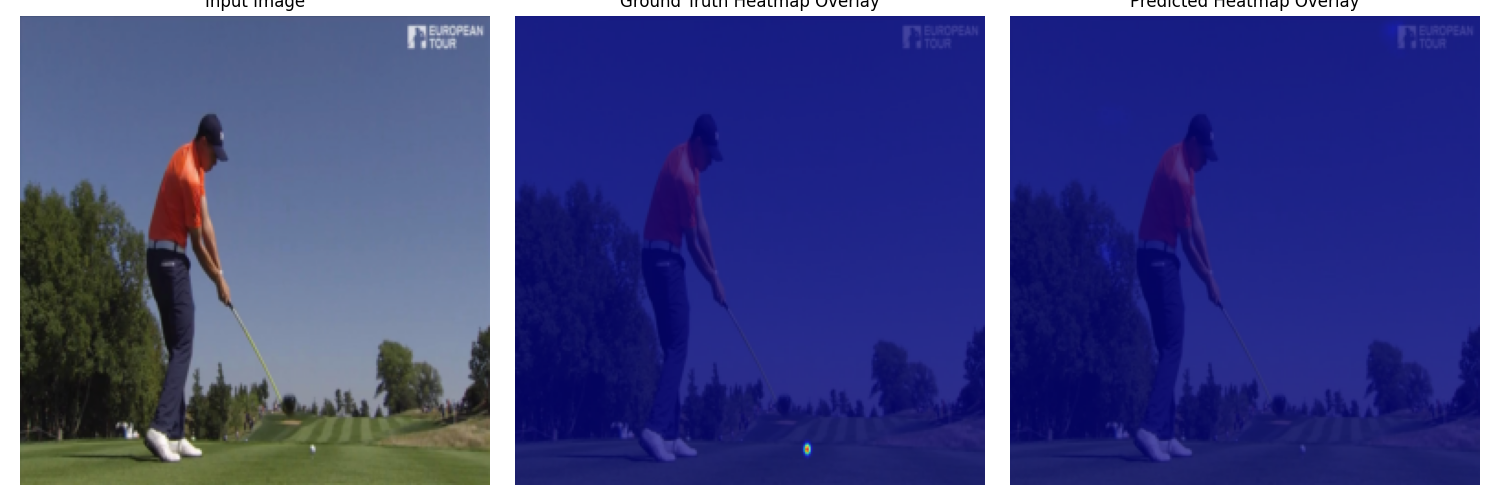 Input Image
Ground Truth Heatmap Overlay
Predicted Heatmap Overlay
EUROPEAN
TOUR
EUROPEAN
TOUR
EUROPEAN
TOUR